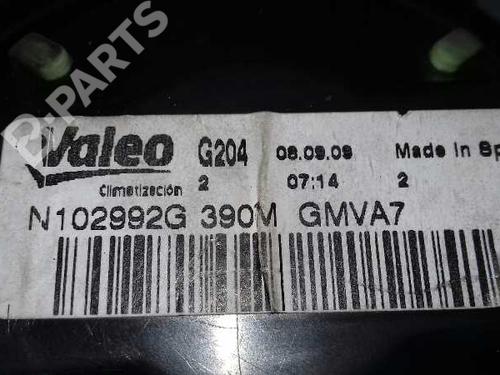 B-PARTS
Valeo G204 08.09.09 Made In Sp
Climatización 2 07:14 2
N102992G 390M GMVA7